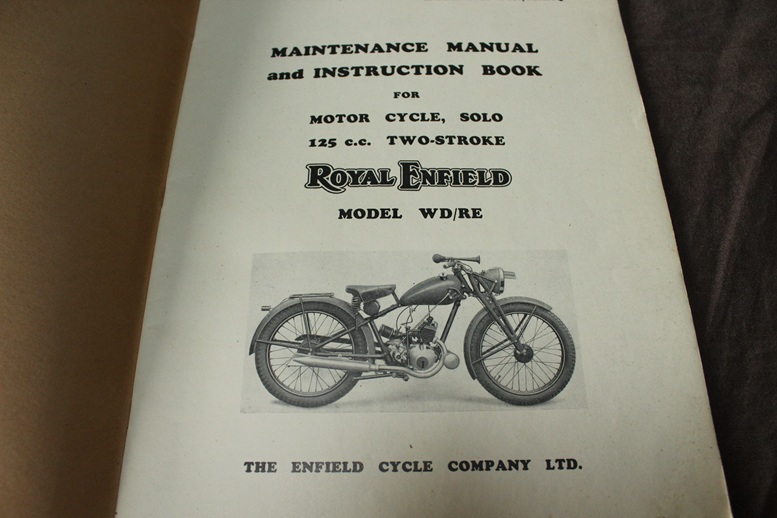 MAINTENANCE MANUAL
and INSTRUCTION BOOK
FOR
MOTOR CYCLE, SOLO
125 c.c. TWO-STROKE
ROYAL ENFIELD
MODEL WD/RE
THE ENFIELD CYCLE COMPANY LTD.